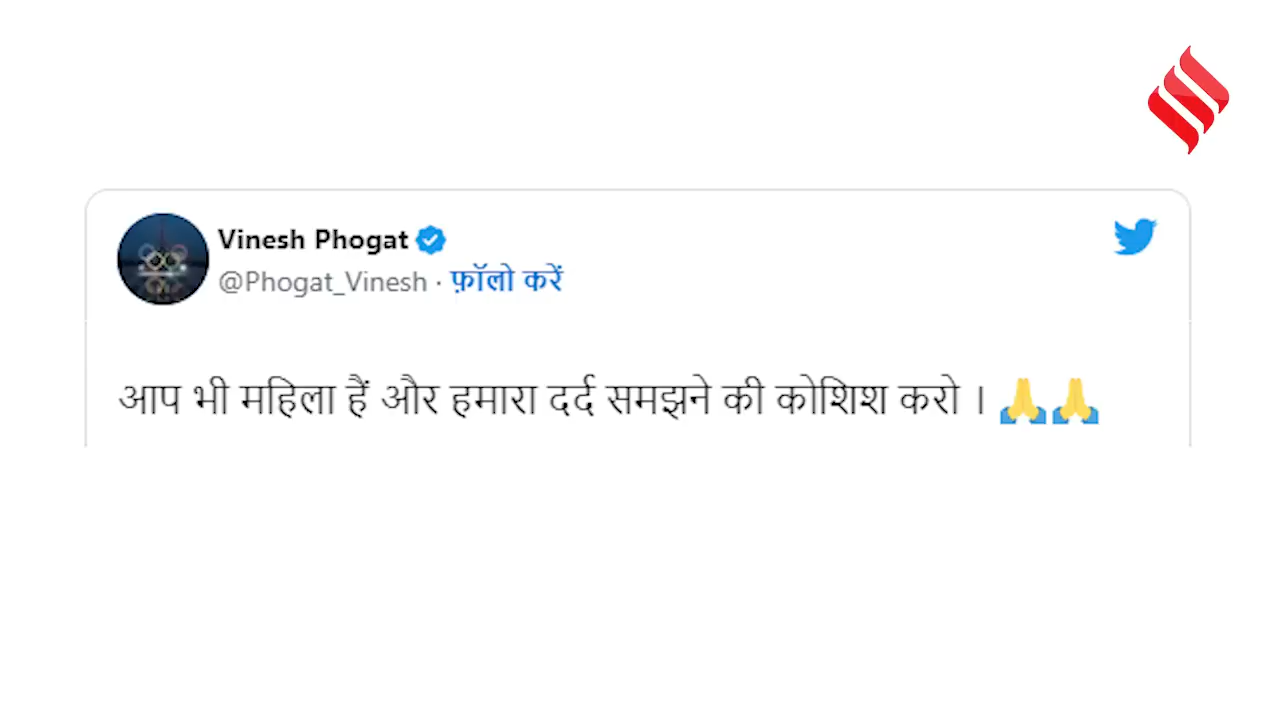 Vinesh Phogat
@Phogat_Vinesh · फ़ॉलो करें
आप भी महिला हैं और हमारा दर्द समझने की कोशिश करो । 🙏🙏